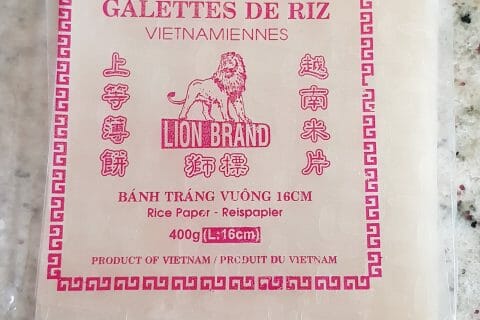 GALETTES DE RIZ
VIETNAMIENNES
上等薄餅
越南米片
LION BRAND
獅標
BÁNH TRÁNG VUÔNG 16CM
Rice Paper - Reispapier
400g (L:16cm)
PRODUCT OF VIETNAM / PRODUIT DU VIETNAM